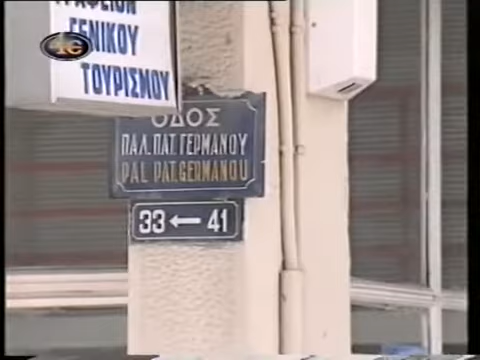 ΓΡΑΦΕΙΟΝ
ΓΕΝΙΚΟΥ
ΤΟΥΡΙΣΜΟΥ
ΟΔΟΣ
ΠΑΛ. ΠΑΤ. ΓΕΡΜΑΝΟΥ
PAL PAT. GERMANOU
33 ← 41